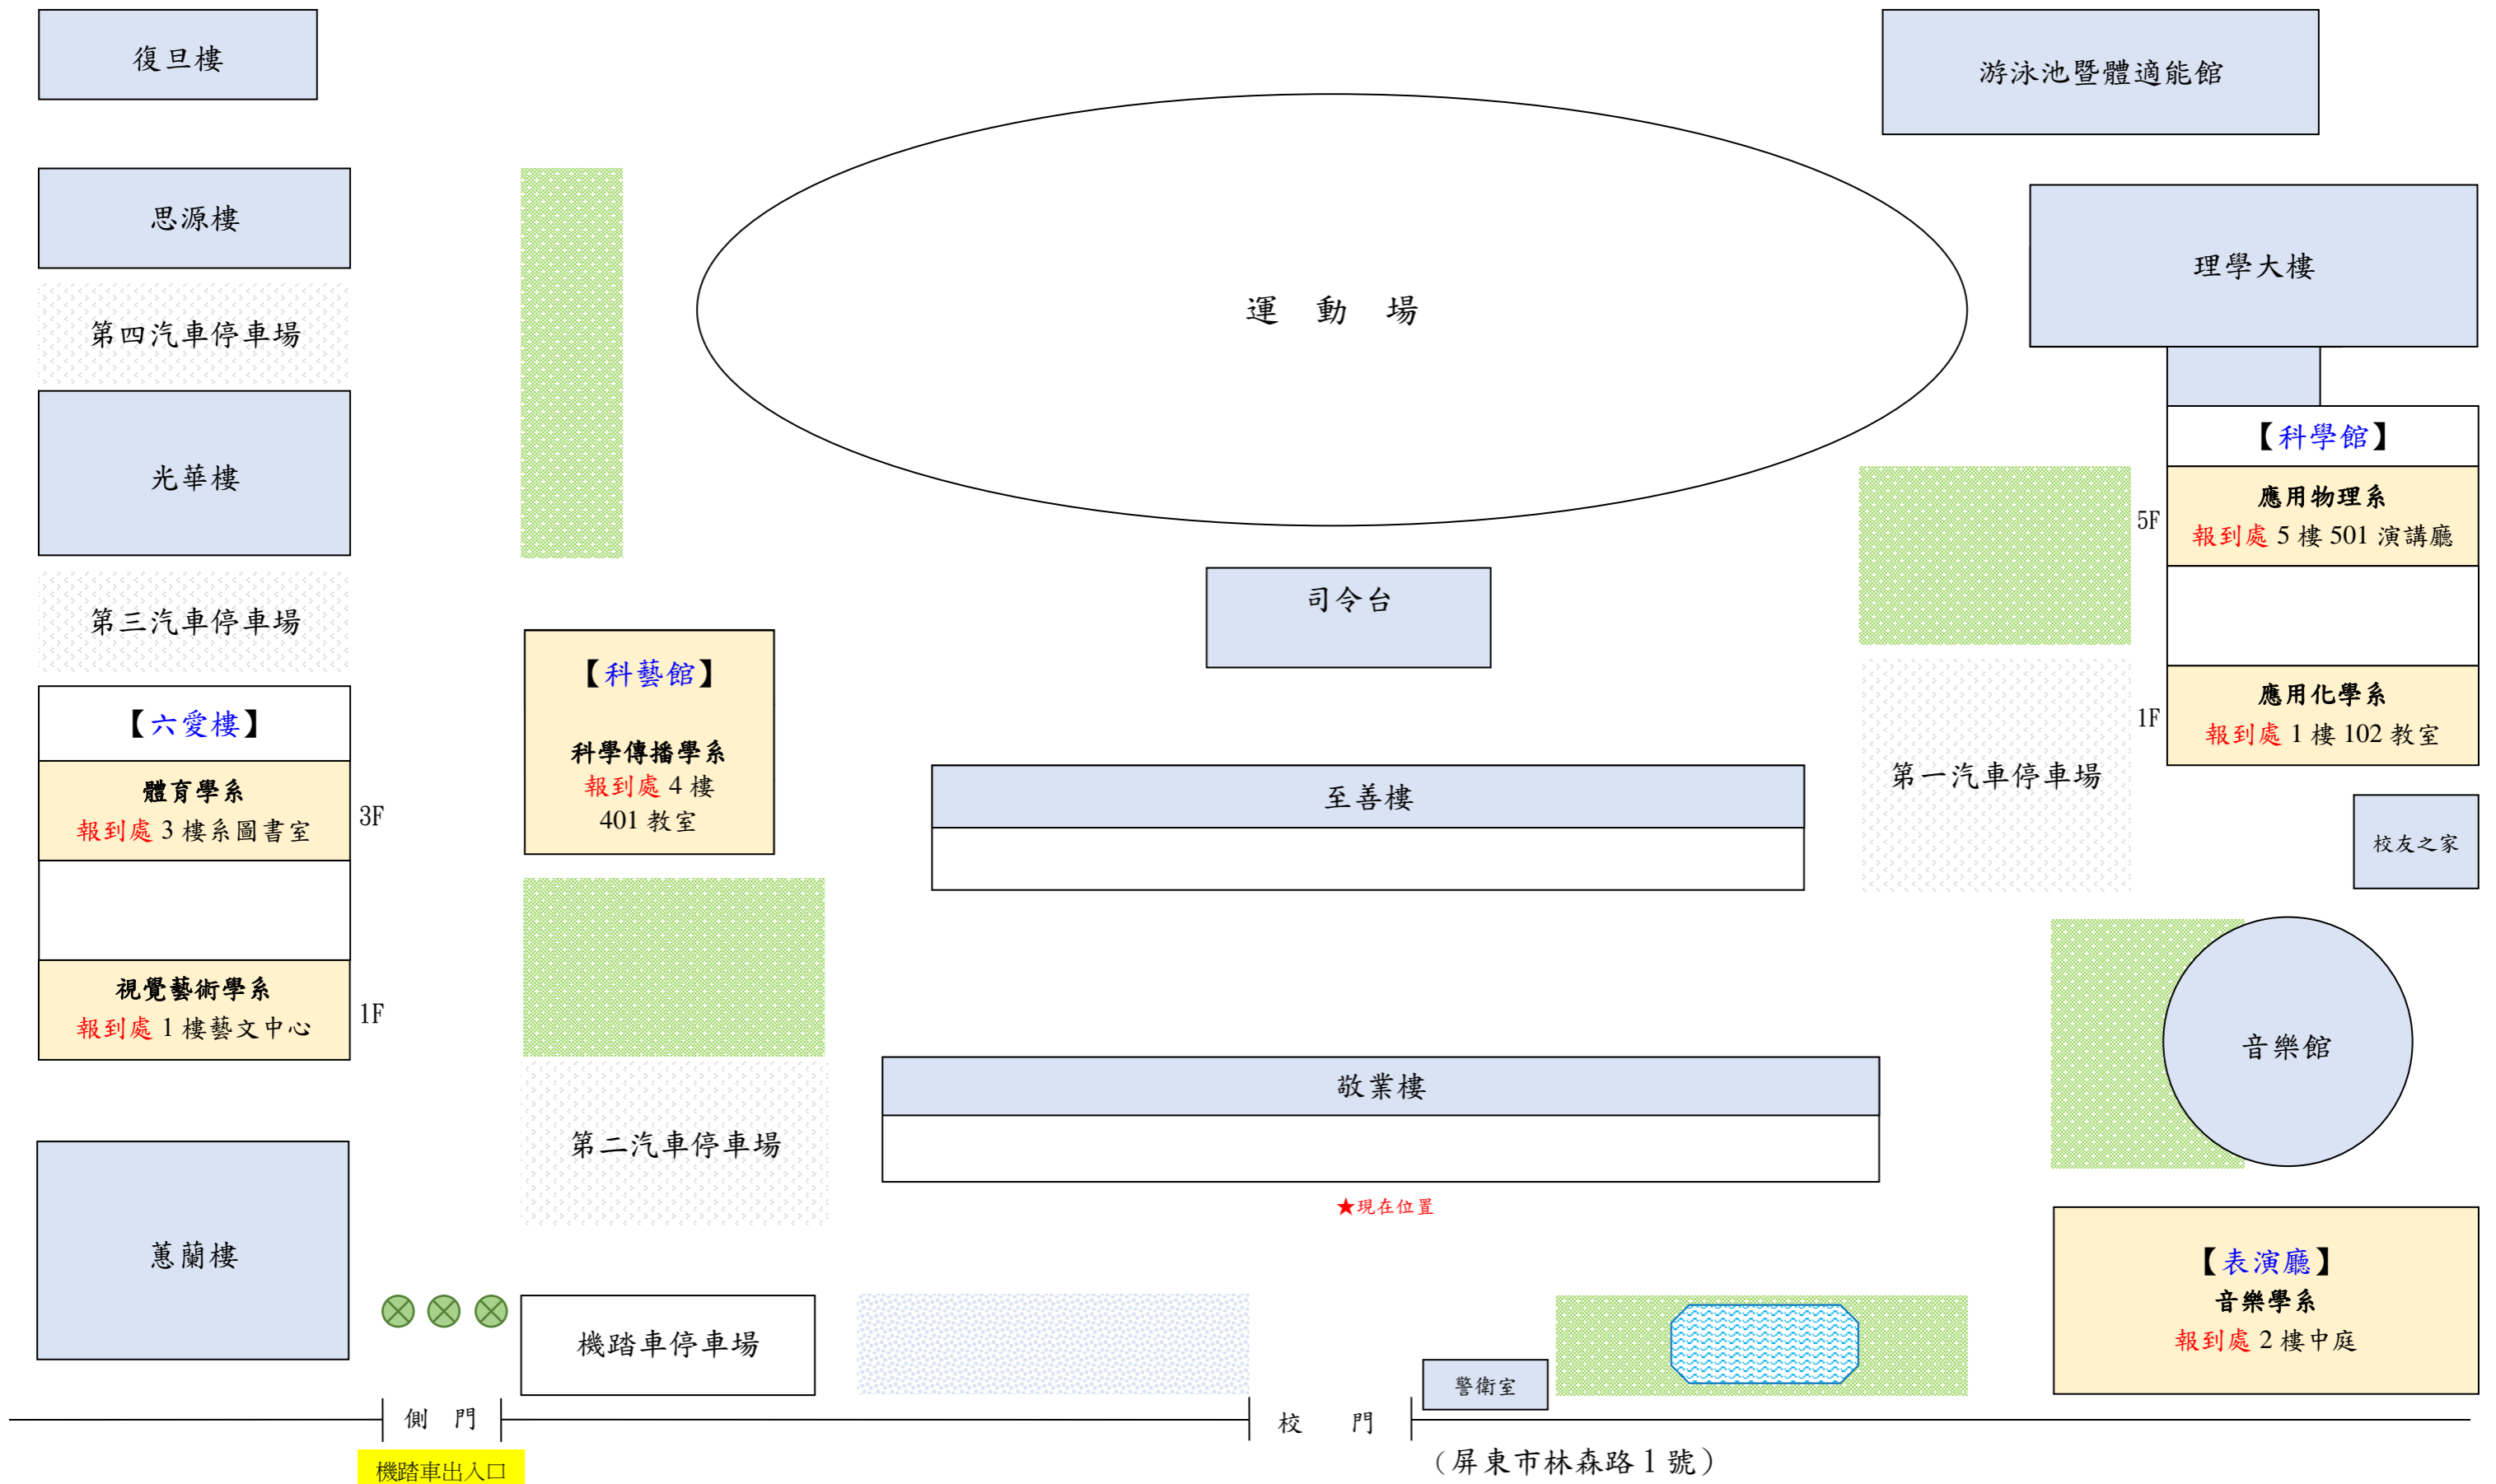 復旦樓
游泳池暨體適能館
思源樓
運 動 場
理學大樓
第四汽車停車場
【科學館】
光華樓
應用物理系
5F
報到處 5 樓 501 演講廳
司令台
第三汽車停車場
【科藝館】
科學傳播學系
報到處 4 樓
401 教室
應用化學系
1F
報到處 1 樓 102 教室
【六愛樓】
體育學系
報到處 3 樓系圖書室
3F
至善樓
第一汽車停車場
校友之家
視覺藝術學系
報到處 1 樓藝文中心
1F
音樂館
敬業樓
第二汽車停車場
★現在位置
蕙蘭樓
【表演廳】
音樂學系
報到處 2 樓中庭
機踏車停車場
警衛室
側 門
校 門
(屏東市林森路 1 號)
機踏車出入口